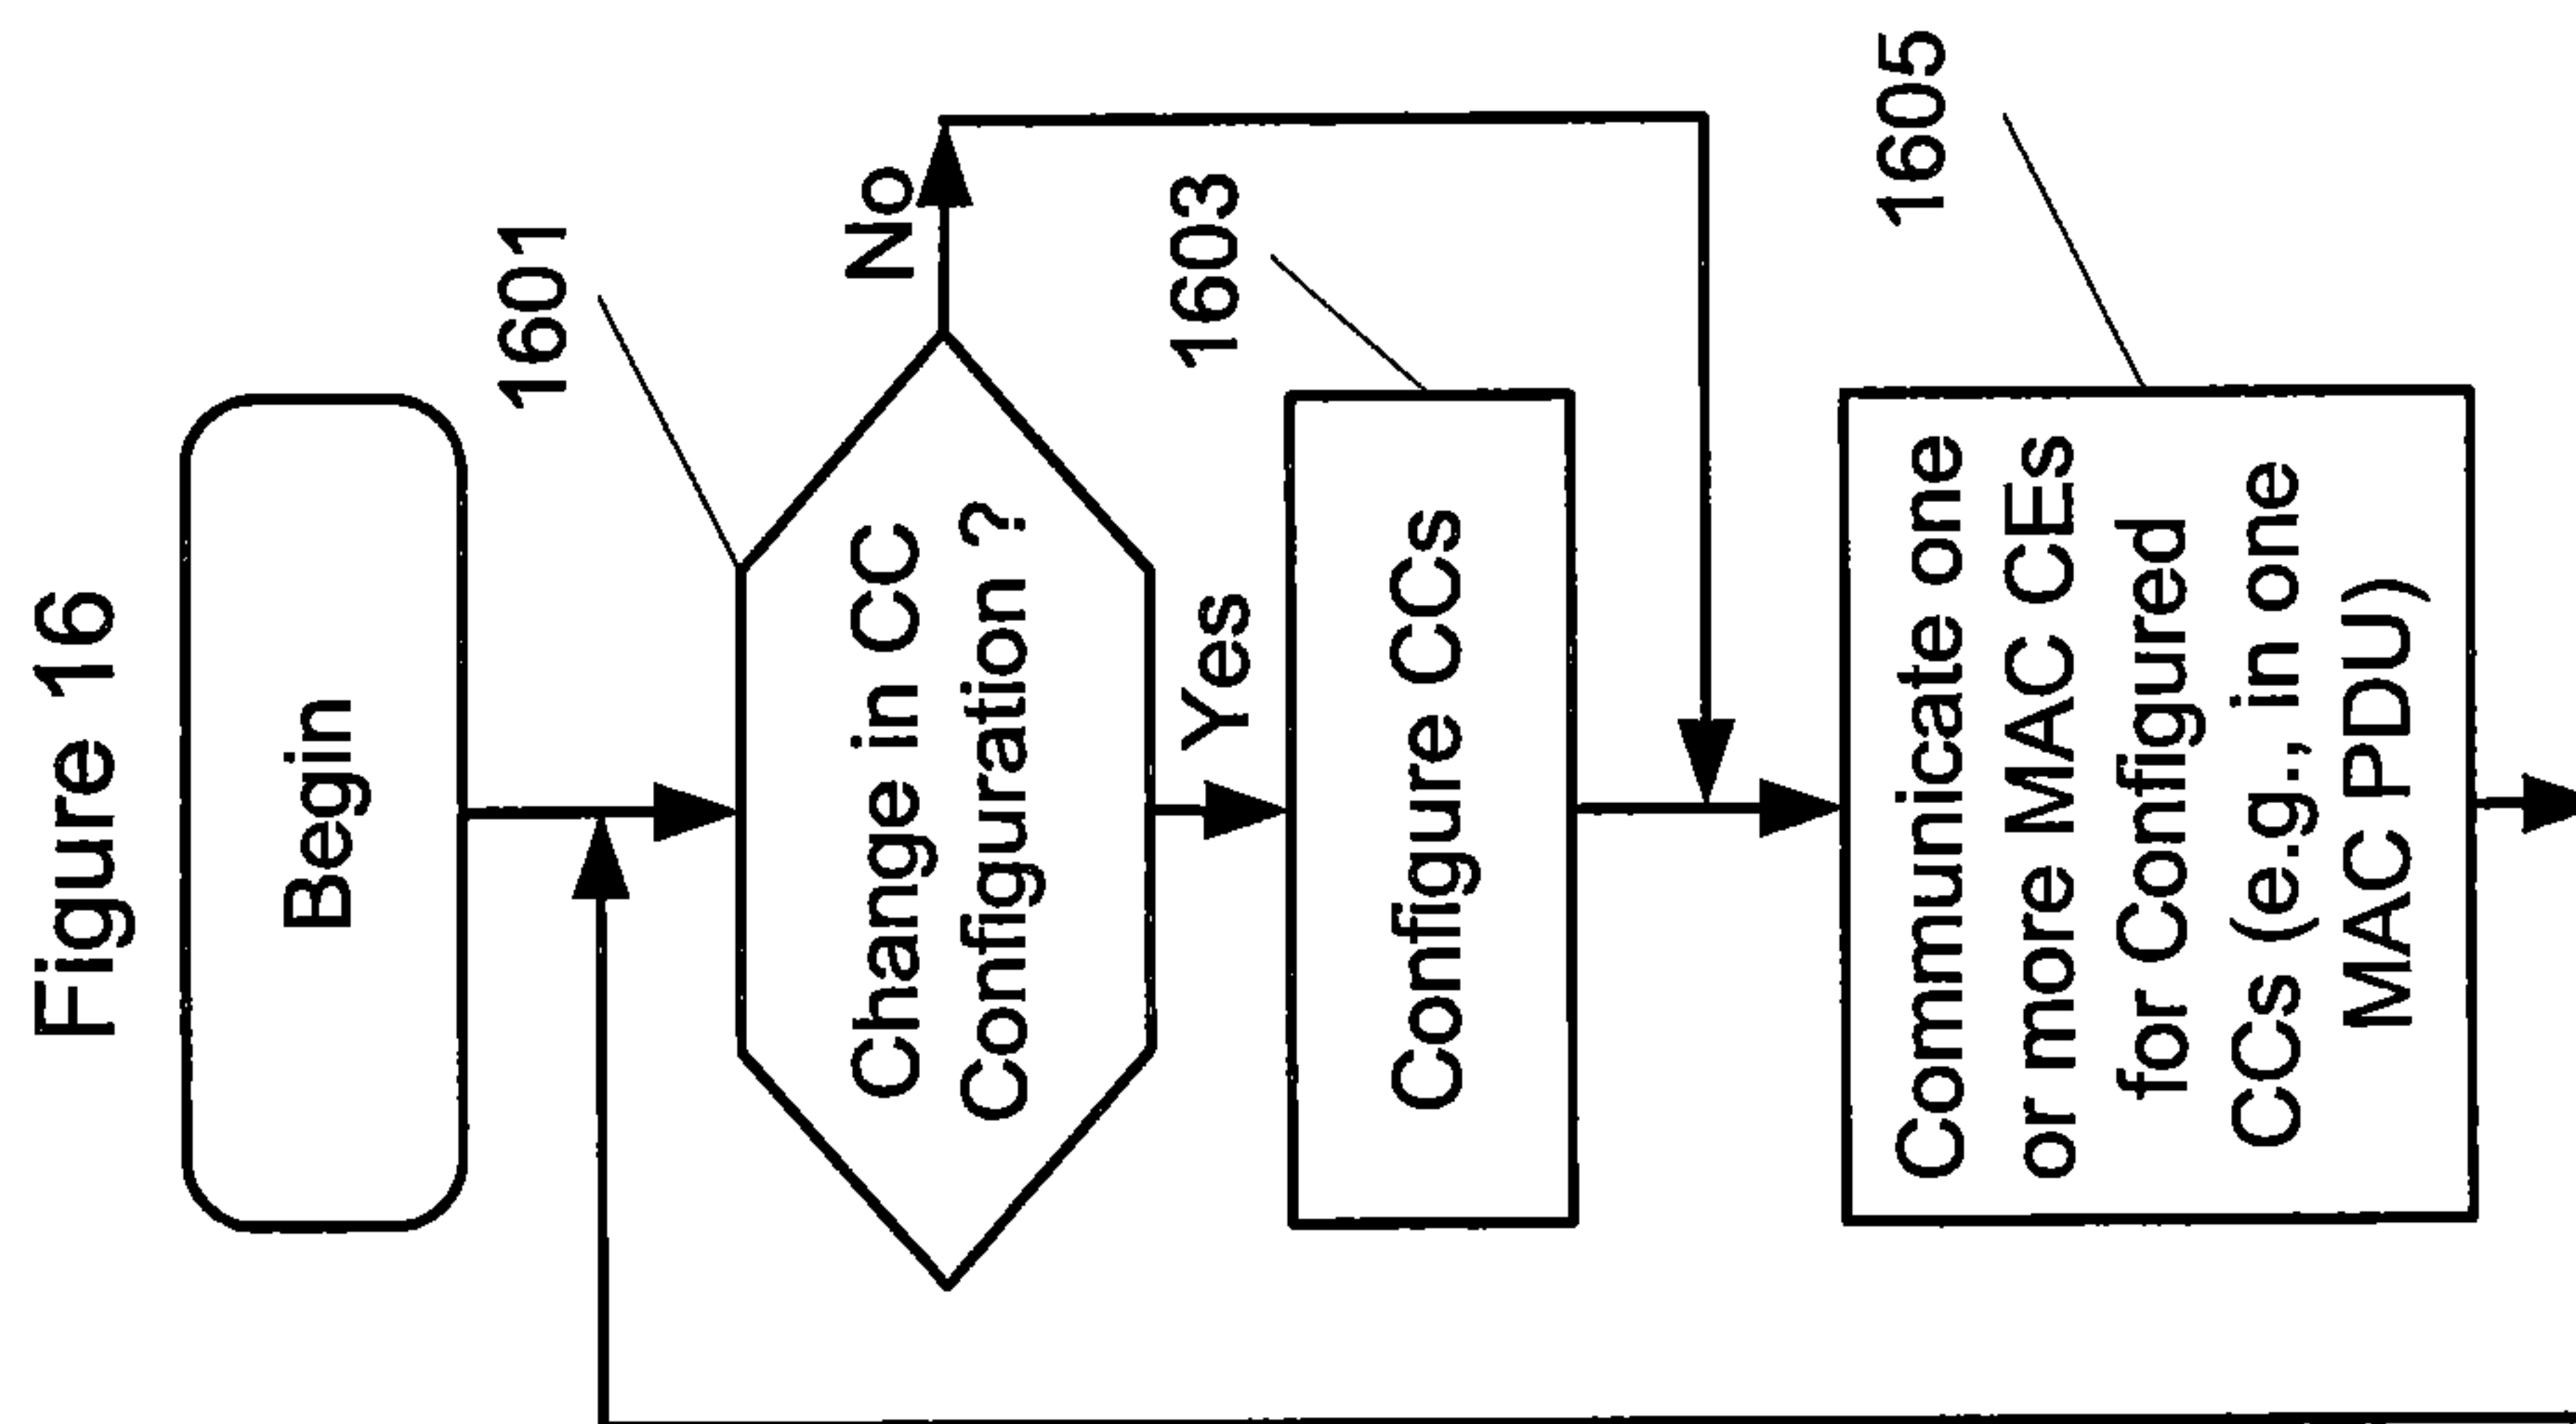 Figure 16
Begin
1601
Change in CC
Configuration ?
No
Yes
1603
Configure CCs
1605
Communicate one
or more MAC CEs
for Configured
CCs (e.g., in one
MAC PDU)